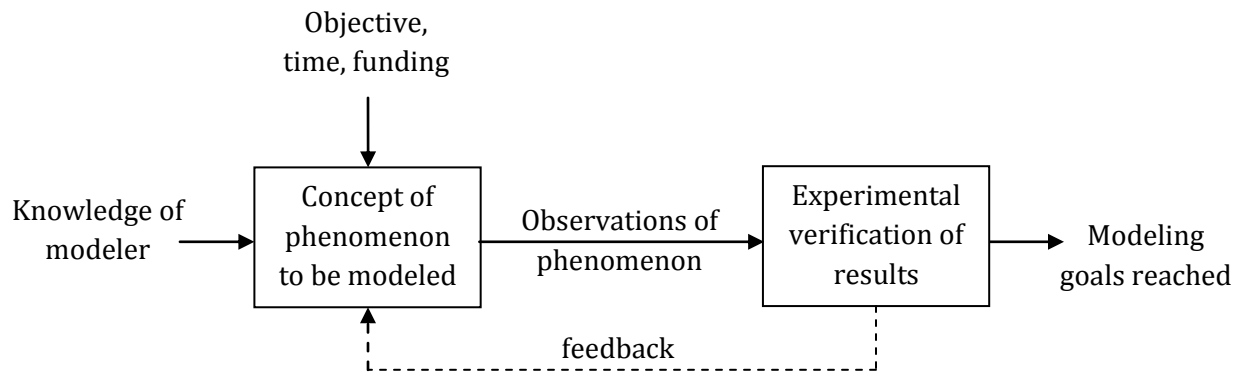 Objective,
time, funding
Knowledge of
modeler
Concept of
phenomenon
to be modeled
Observations of
phenomenon
Experimental
verification of
results
Modeling
goals reached
feedback